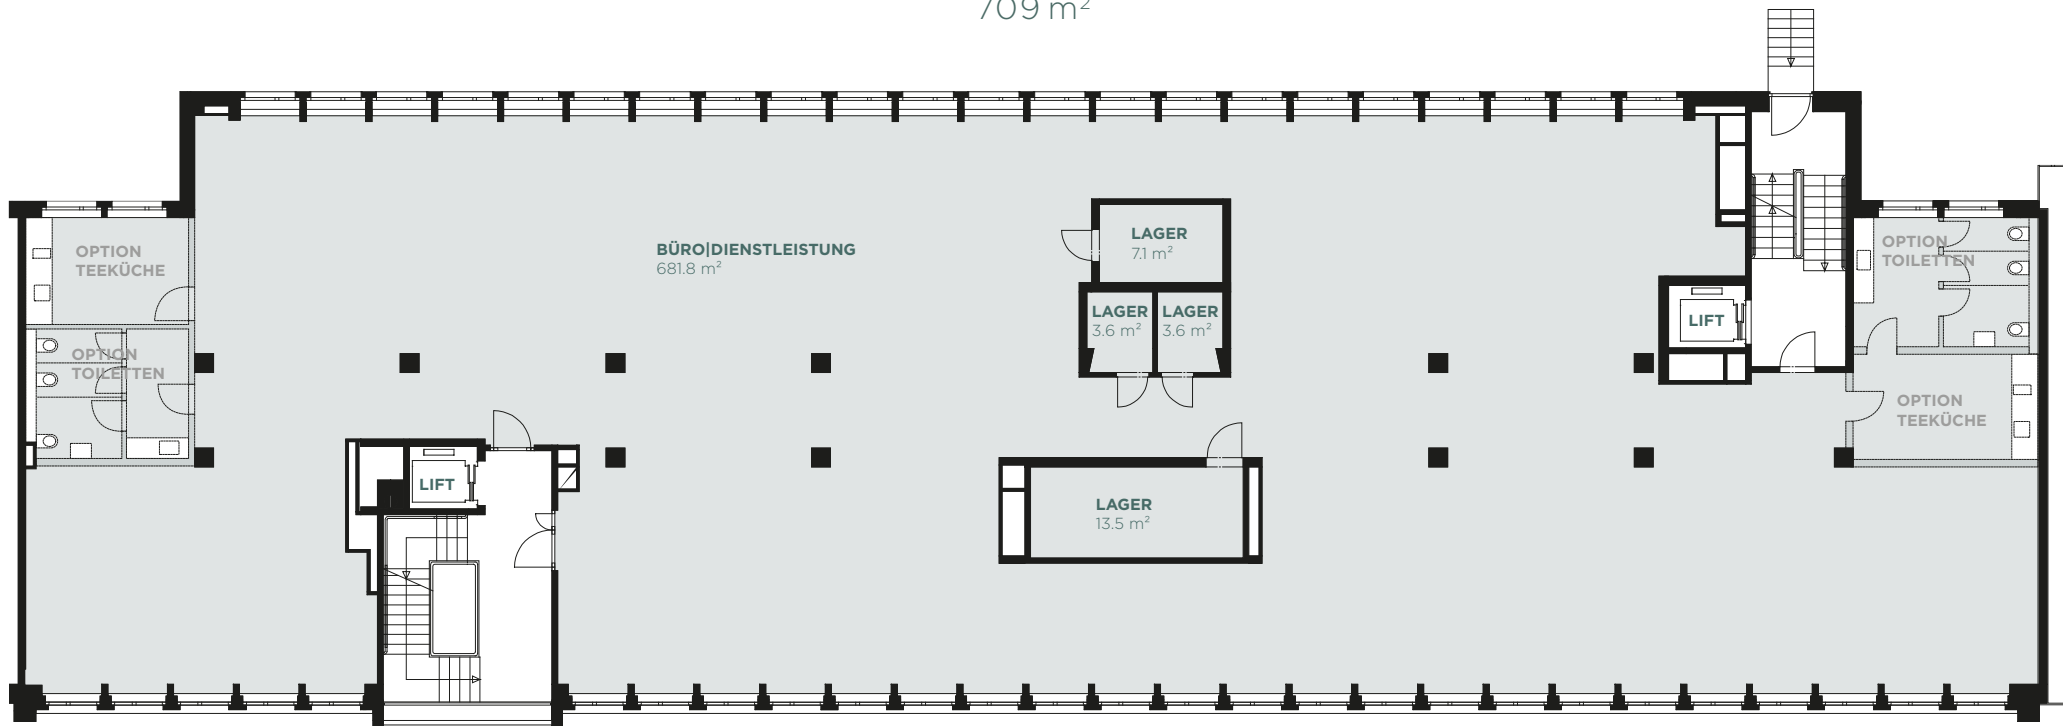 709 m²
OPTION
TEEKÜCHE
BÜRO|DIENSTLEISTUNG
681.8 m²
LAGER
7.1 m²
OPTION
TOILETTEN
LAGER
3.6 m²
LAGER
3.6 m²
LIFT
OPTION
TOILETTEN
OPTION
TEEKÜCHE
LIFT
LAGER
13.5 m²